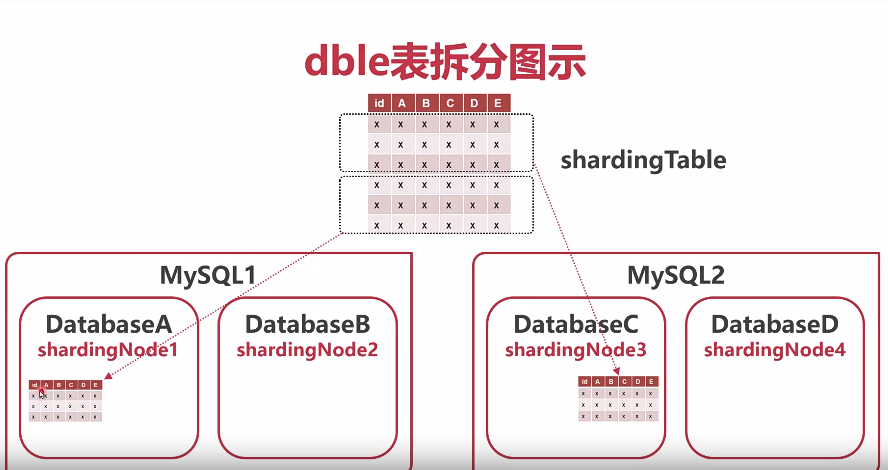 dble表拆分图示
id A B C D E
x x x x x x
x x x x x x
x x x x x x
x x x x x x
x x x x x x
x x x x x x
shardingTable
MySQL1
DatabaseA
shardingNode1
id A B C D E
x x x x x x
x x x x x x
x x x x x x
DatabaseB
shardingNode2
MySQL2
DatabaseC
shardingNode3
id A B C D E
x x x x x x
x x x x x x
x x x x x x
DatabaseD
shardingNode4